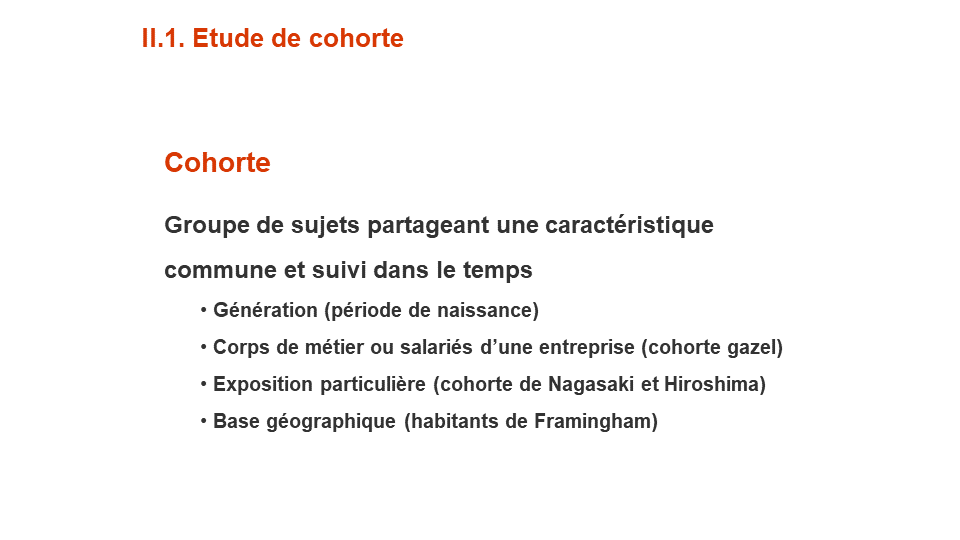 II.1. Etude de cohorte
Cohorte
Groupe de sujets partageant une caractéristique
commune et suivi dans le temps
• Génération (période de naissance)
• Corps de métier ou salariés d’une entreprise (cohorte gazel)
• Exposition particulière (cohorte de Nagasaki et Hiroshima)
• Base géographique (habitants de Framingham)